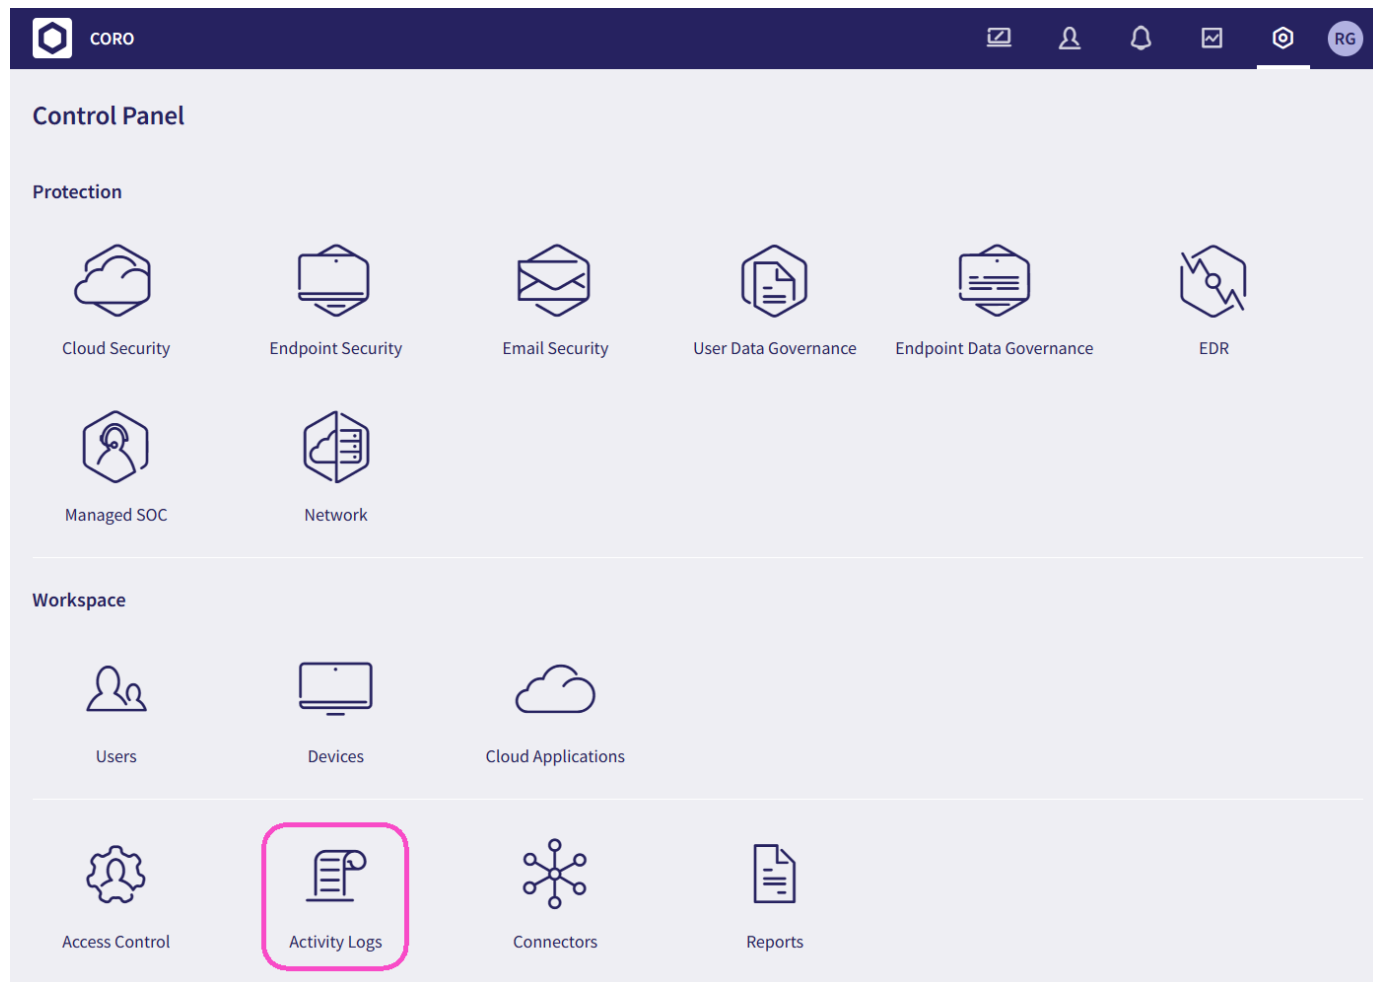 CORO
RG
Control Panel
Protection
Cloud Security
Endpoint Security
Email Security
User Data Governance
Endpoint Data Governance
EDR
Managed SOC
Network
Workspace
Users
Devices
Cloud Applications
Access Control
Activity Logs
Connectors
Reports